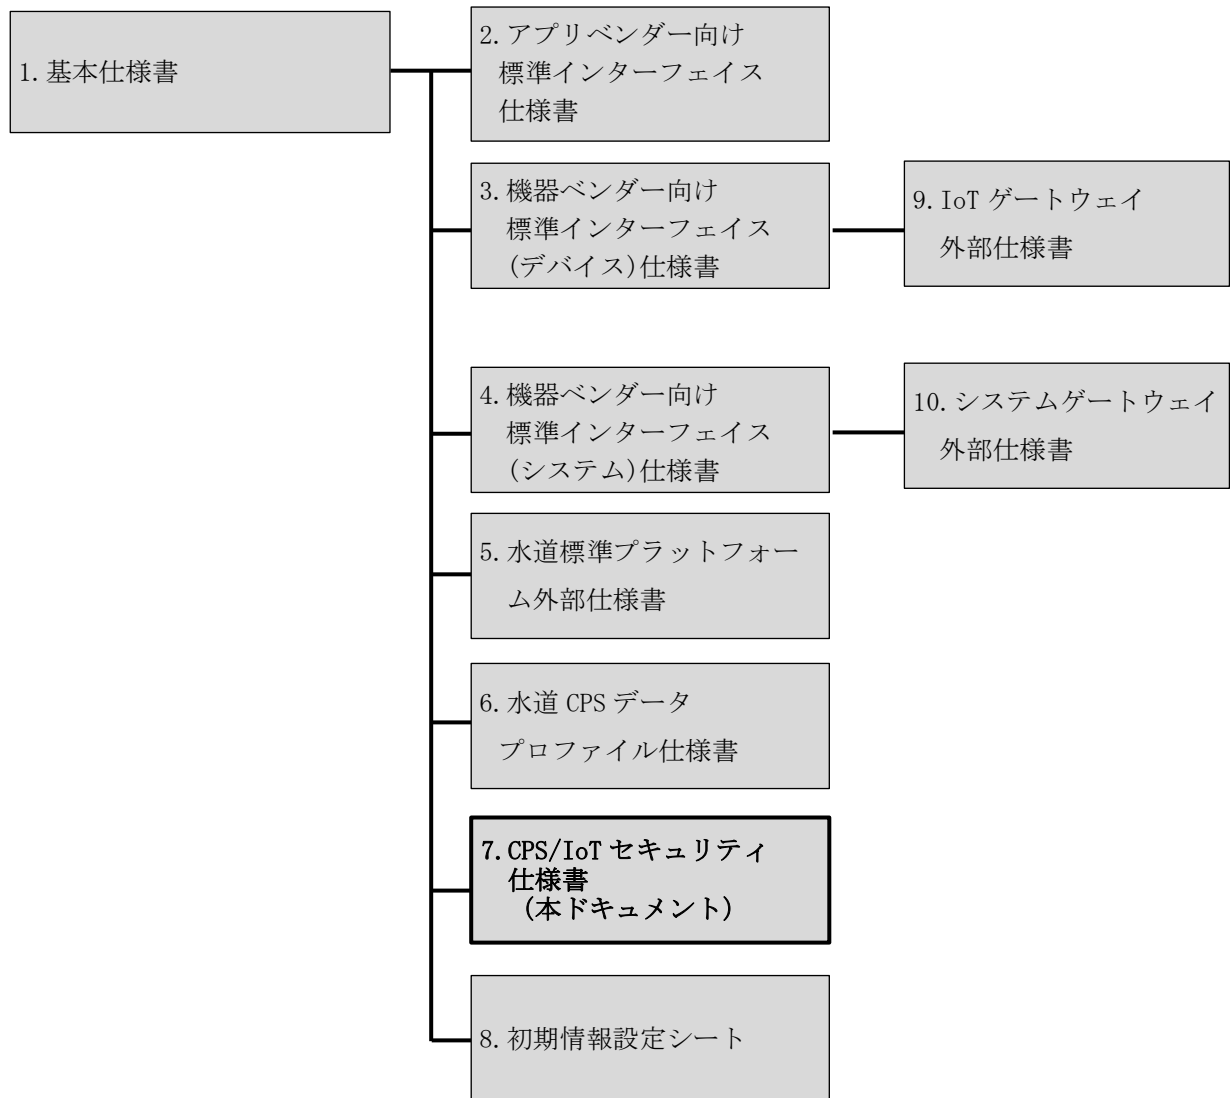 1.基本仕様書
2.アプリベンダー向け
標準インターフェイス
仕様書
3.機器ベンダー向け
標準インターフェイス
(デバイス)仕様書
9.IoT ゲートウェイ
外部仕様書
4.機器ベンダー向け
標準インターフェイス
(システム)仕様書
10.システムゲートウェイ
外部仕様書
5.水道標準プラットフォー
ム外部仕様書
6.水道 CPS データ
プロファイル仕様書
7.CPS/IoT セキュリティ
仕様書
(本ドキュメント)
8.初期情報設定シート